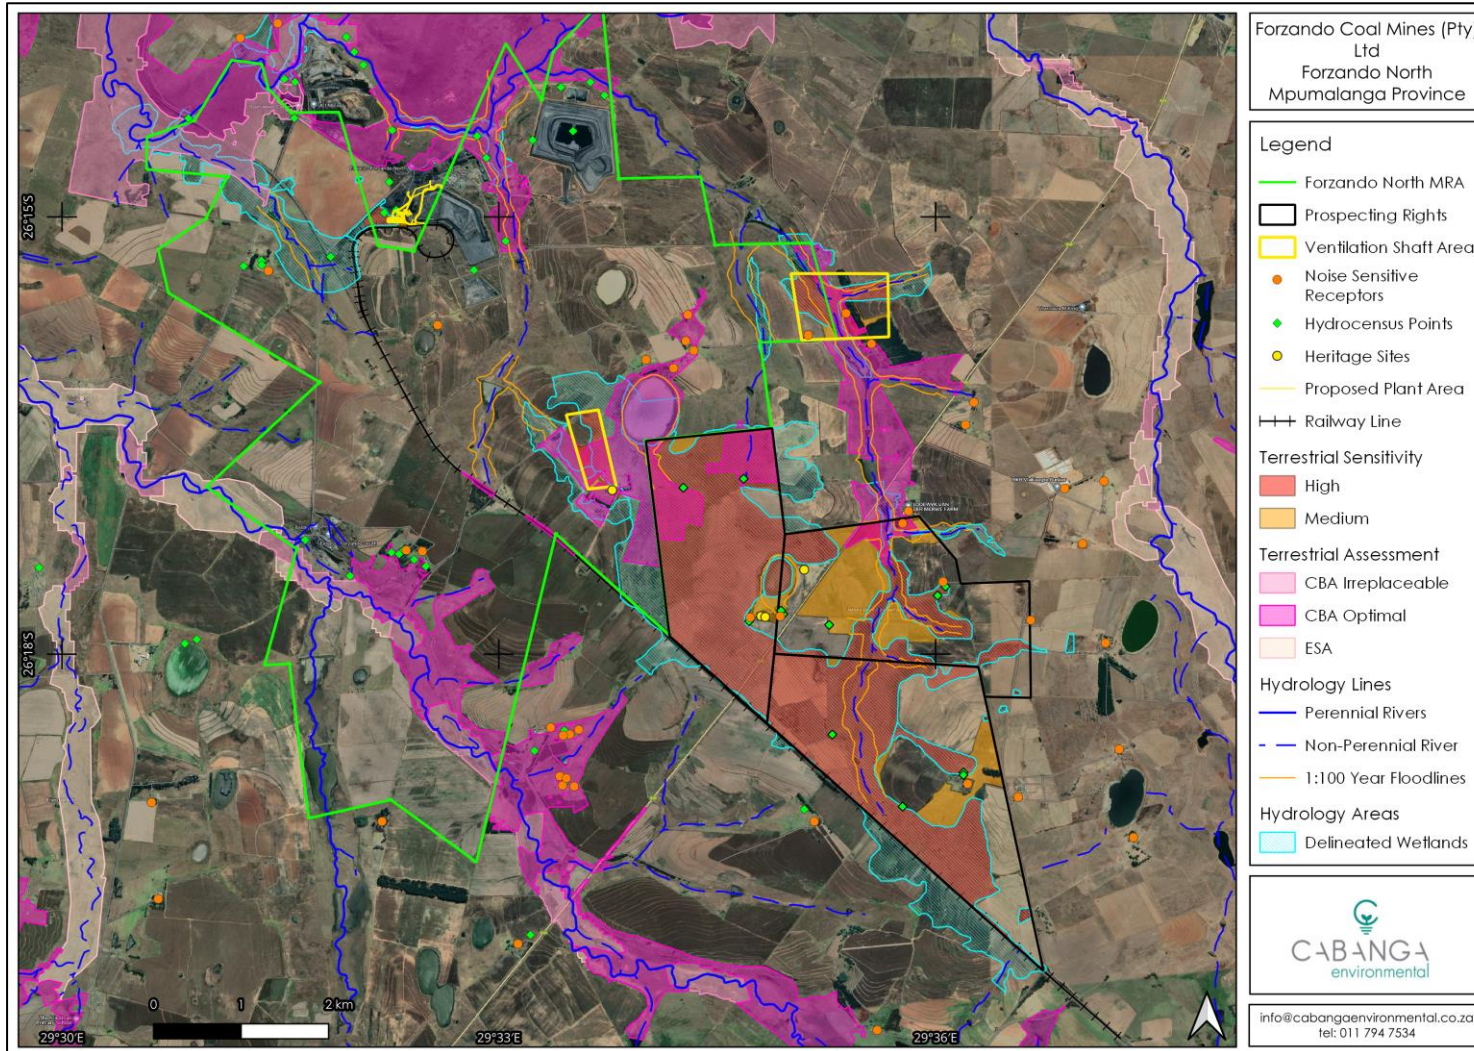 Forzando Coal Mines (Pty)
Ltd
Forzando North
Mpumalanga Province
Legend
Forzando North MRA
Prospecting Rights
Ventilation Shaft Area
Noise Sensitive
Receptors
Hydrocensus Points
Heritage Sites
Proposed Plant Area
Railway Line
Terrestrial Sensitivity
High
Medium
Terrestrial Assessment
CBA Irreplaceable
CBA Optimal
ESA
Hydrology Lines
Perennial Rivers
Non-Perennial River
1:100 Year Floodlines
Hydrology Areas
Delineated Wetlands
CABANGA
environmental
info@cabangaenvironmental.co.za
tel: 011 794 7534
26°15'S
26°18'S
0 1 2 km
29°30'E
29°33'E
29°36'E